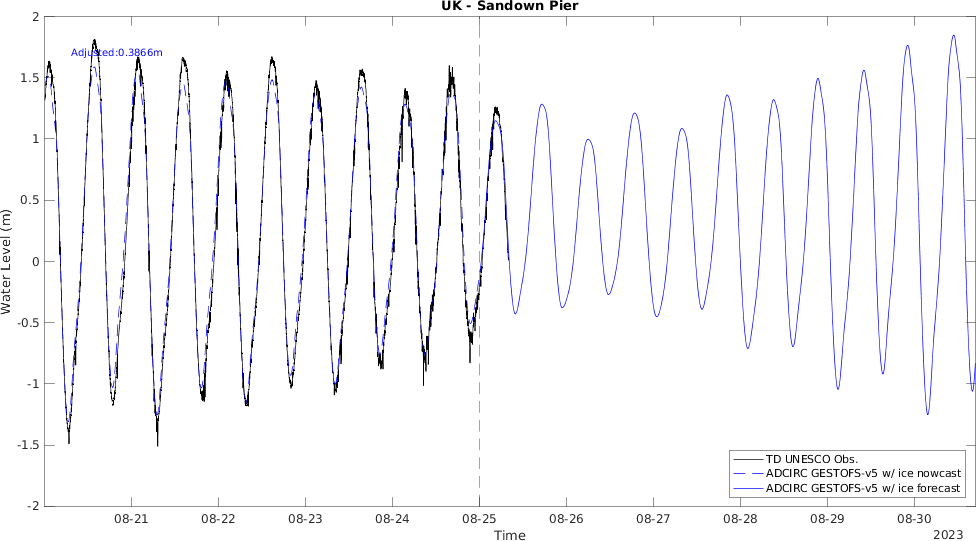 UK - Sandown Pier
Adjusted:0.3866m
2
1.5
1
0.5
0
-0.5
-1
-1.5
-2
Water Level (m)
08-21 08-22 08-23 08-24 08-25 08-26 08-27 08-28 08-29 08-30
Time
2023
TD UNESCO Obs.
ADCIRC GESTOFS-v5 w/ ice nowcast
ADCIRC GESTOFS-v5 w/ ice forecast